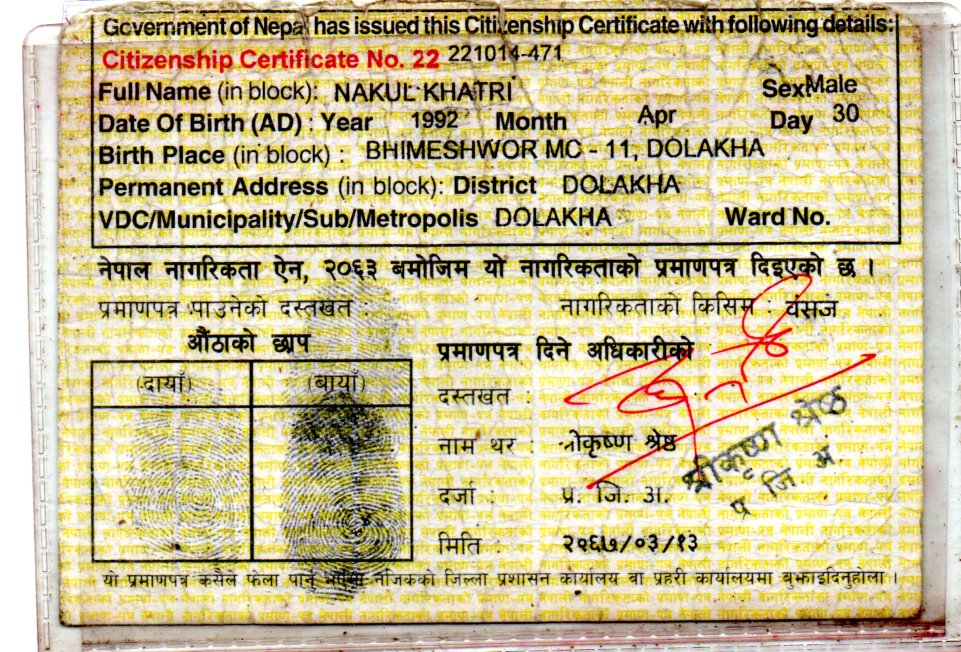 Government of Nepal has issued this Citizenship Certificate with following details:
Citizenship Certificate No. 22 221014-471
Full Name (in block): NAKUL KHATRI Sex: Male
Date Of Birth (AD) : Year 1992 Month Apr Day 30
Birth Place (in block) : BHIMESHWOR MC - 11, DOLAKHA
Permanent Address (in block): District DOLAKHA
VDC/Municipality/Sub/Metropolis DOLAKHA Ward No.
नेपाल नागरिकता ऐन, २०६३ बमोजिम यो नागरिकताको प्रमाणपत्र दिइएको छ ।
प्रमाणपत्र पाउनेको दस्तखत : नागरिकताको किसिम : वंसज
औंठाको छाप
प्रमाणपत्र दिने अधिकारीको
(दायाँ) (बायाँ)
दस्तखत :
नाम थर : श्रीकृष्ण श्रेष्ठ
श्रीकृष्ण श्रेष्ठ
प्र जि अ.
दर्जा : प्र. जि. अ.
मिति : २०६७/०३/१३
यो प्रमाणपत्र कसैले फेला पारे नजिकको जिल्ला प्रशासन कार्यालय वा प्रहरी कार्यालयमा बुझाइदिनुहोला ।